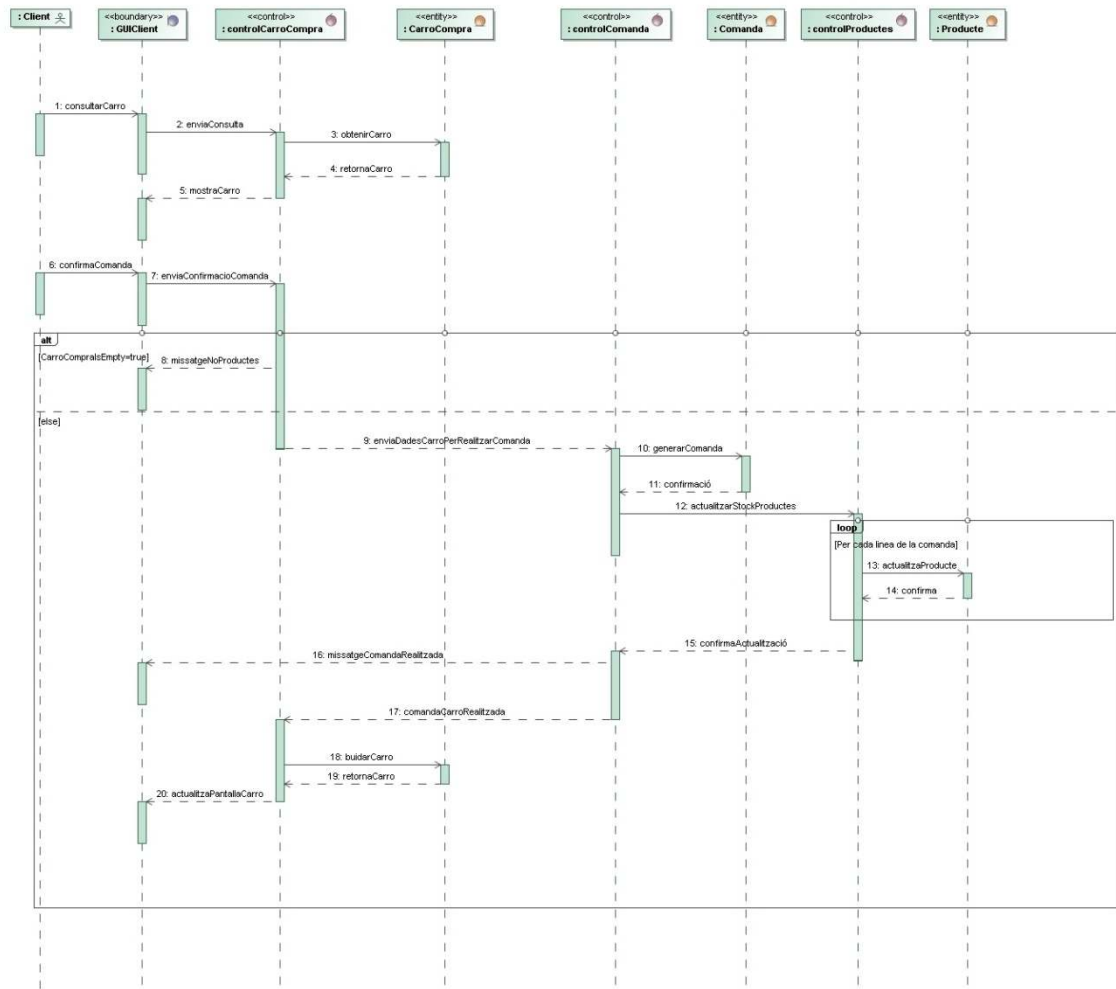 : Client
<<boundary>>
: GUIClient
<<control>>
: controlCarroCompra
<<entity>>
: CarroCompra
<<control>>
: controlComanda
<<entity>>
: Comanda
<<control>>
: controlProductes
<<entity>>
: Producte
1: consultarCarro
2: enviaConsulta
3: obtenirCarro
4: retornaCarro
5: mostraCarro
6: confirmaComanda
7: enviaConfirmacioComanda
alt
[CarroCompraIsEmpty=true]
8: missatgeNoProductes
[else]
9: enviaDadesCarroPerRealitzarComanda
10: generarComanda
11: confirmació
12: actualitzarStockProductes
loop
[Per cada linea de la comanda]
13: actualitzaProducte
14: confirma
15: confirmaActualització
16: missatgeComandaRealitzada
17: comandaCarroRealitzada
18: buidarCarro
19: retornaCarro
20: actualitzaPantallaCarro